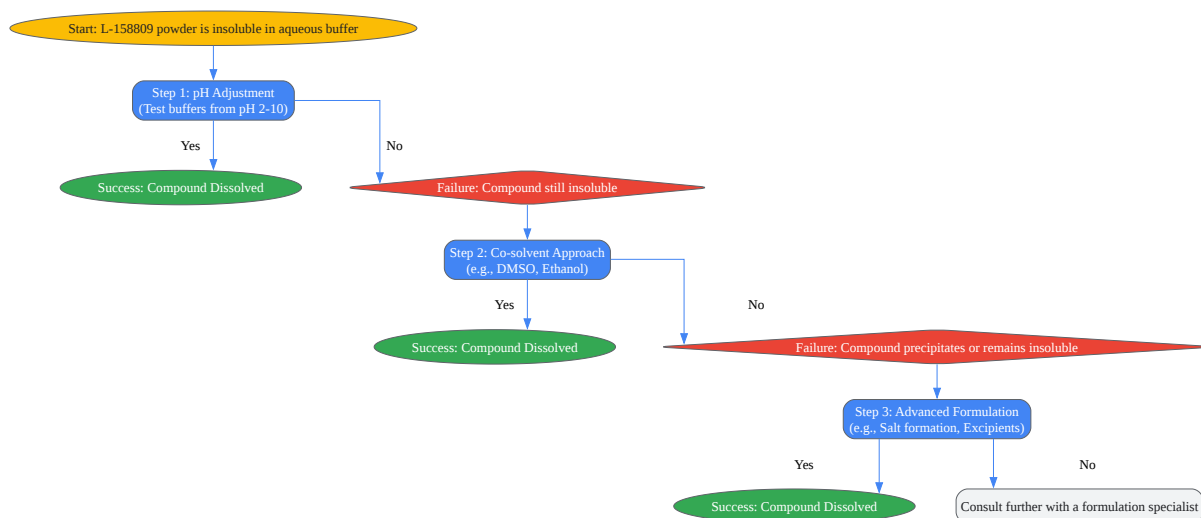 Start: L-158809 powder is insoluble in aqueous buffer
Step 1: pH Adjustment
(Test buffers from pH 2-10)
Yes
No
Success: Compound Dissolved
Failure: Compound still insoluble
Step 2: Co-solvent Approach
(e.g., DMSO, Ethanol)
Yes
No
Success: Compound Dissolved
Failure: Compound precipitates or remains insoluble
Step 3: Advanced Formulation
(e.g., Salt formation, Excipients)
Yes
No
Success: Compound Dissolved
Consult further with a formulation specialist